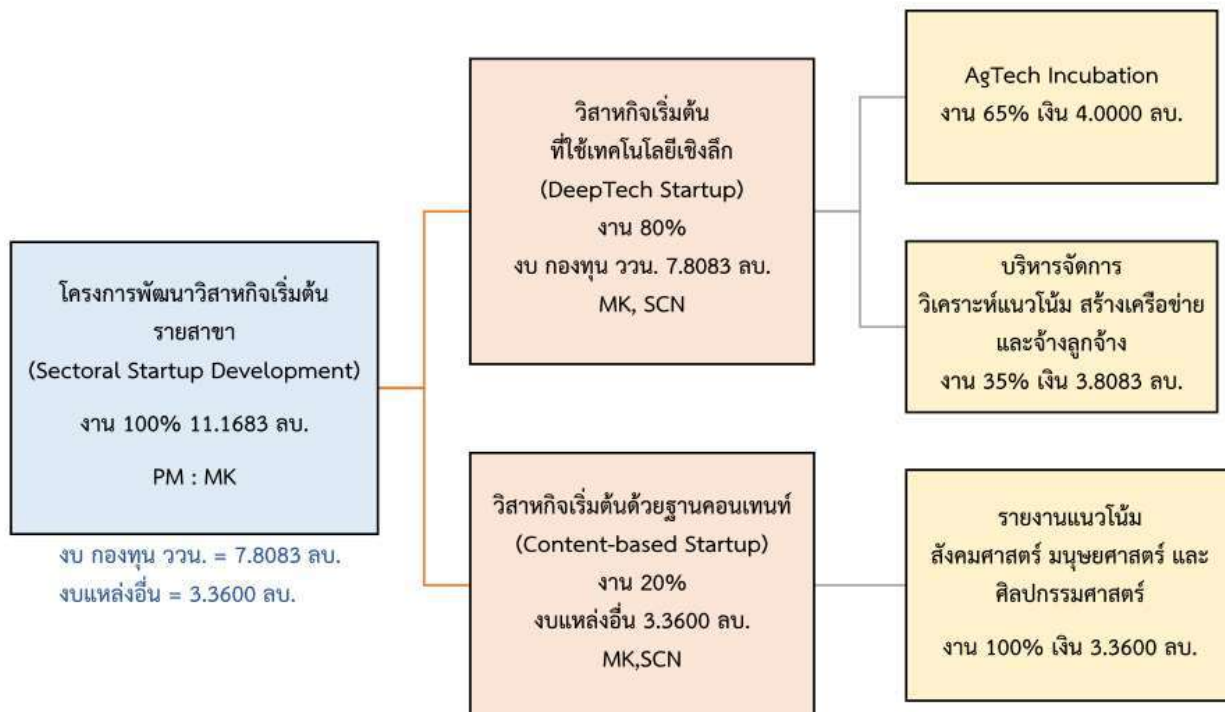 โครงการพัฒนาวิสาหกิจเริ่มต้น
รายสาขา
(Sectoral Startup Development)
งาน 100% 11.1683 ลบ.
PM : MK
งบ กองทุน ววน. = 7.8083 ลบ.
งบแหล่งอื่น = 3.3600 ลบ.
วิสาหกิจเริ่มต้น
ที่ใช้เทคโนโลยีเชิงลึก
(DeepTech Startup)
งาน 80%
งบ กองทุน ววน. 7.8083 ลบ.
MK, SCN
AgTech Incubation
งาน 65% เงิน 4.0000 ลบ.
บริหารจัดการ
วิเคราะห์แนวโน้ม สร้างเครือข่าย
และจ้างลูกจ้าง
งาน 35% เงิน 3.8083 ลบ.
วิสาหกิจเริ่มต้นด้วยฐานคอนเทนท์
(Content-based Startup)
งาน 20%
งบแหล่งอื่น 3.3600 ลบ.
MK,SCN
รายงานแนวโน้ม
สังคมศาสตร์ มนุษยศาสตร์ และ
ศิลปกรรมศาสตร์
งาน 100% เงิน 3.3600 ลบ.